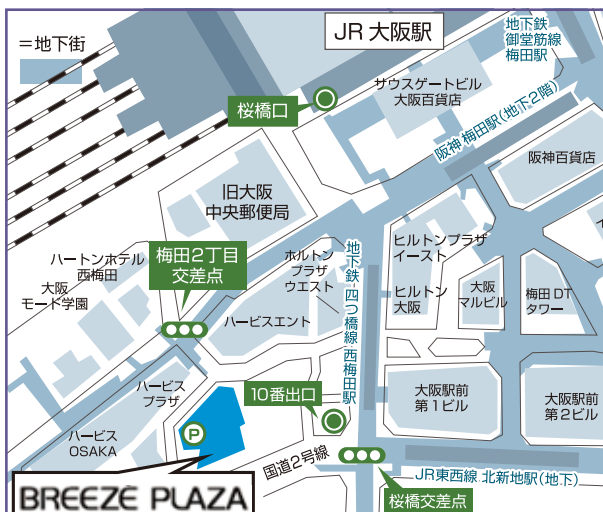 =地下街
JR 大阪駅
地下鉄
御堂筋線
梅田駅
サウスゲートビル
大阪百貨店
桜橋口
阪神 梅田駅(地下2階)
阪神百貨店
旧大阪
中央郵便局
イ
梅田2丁目
交差点
ハートンホテル
西梅田
大阪
モード学園
ホルトン
プラザ
ウエスト
地下鉄 四つ橋線 西梅田駅
ヒルトンプラザ
イースト
ヒルトン
大阪
大阪
マルビル
梅田 DT
タワー
ハービスエント
ハービス
プラザ
10番出口
大阪駅前
第1ビル
大阪駅前
第2ビル
ハービス
OSAKA
P
国道2号線
JR東西線 北新地駅(地下)
桜橋交差点
BREEZE PLAZA